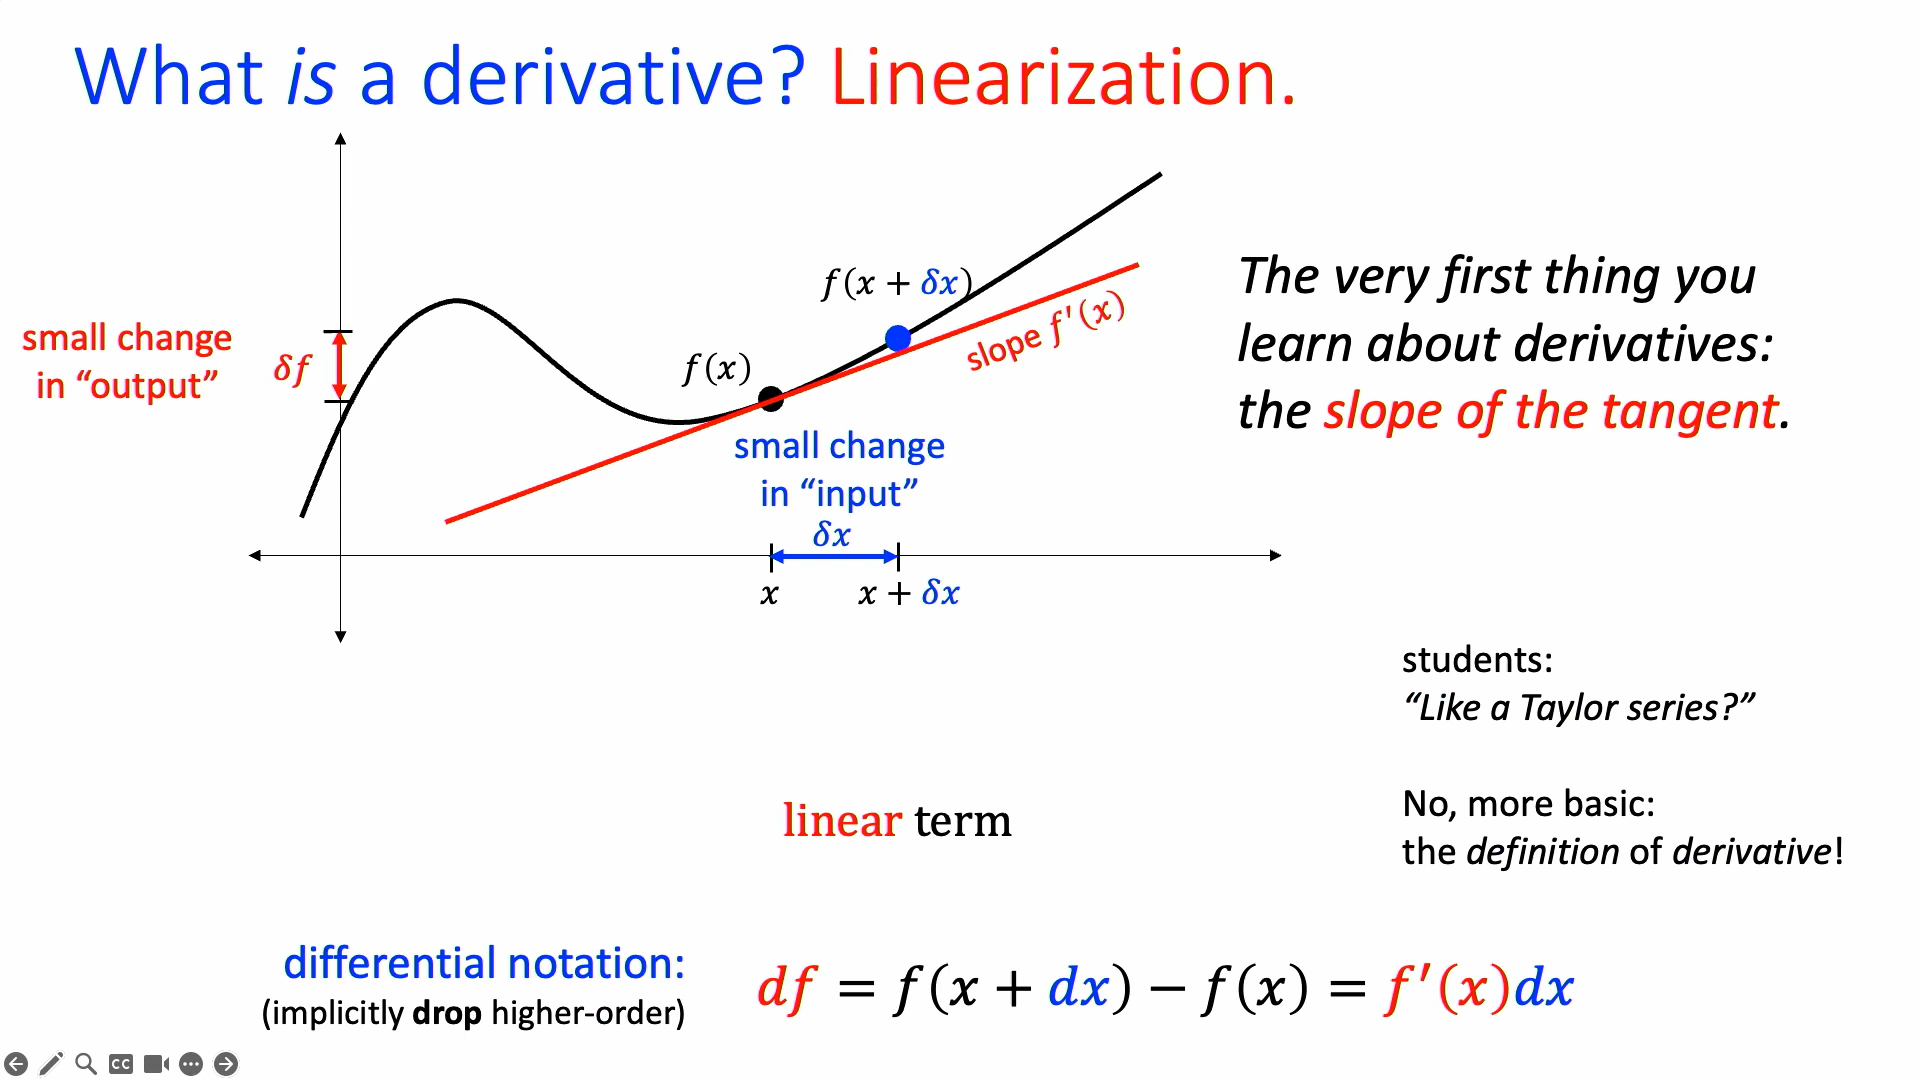 What is a derivative? Linearization.
small change
in “output”
δf
f(x)
f(x + δx)
slope f′(x)
small change
in “input”
δx
x
x + δx
The very first thing you
learn about derivatives:
the slope of the tangent.
students:
“Like a Taylor series?”
No, more basic:
the definition of derivative!
linear term
differential notation:
(implicitly drop higher-order)
df = f(x + dx) − f(x) = f′(x)dx
CC